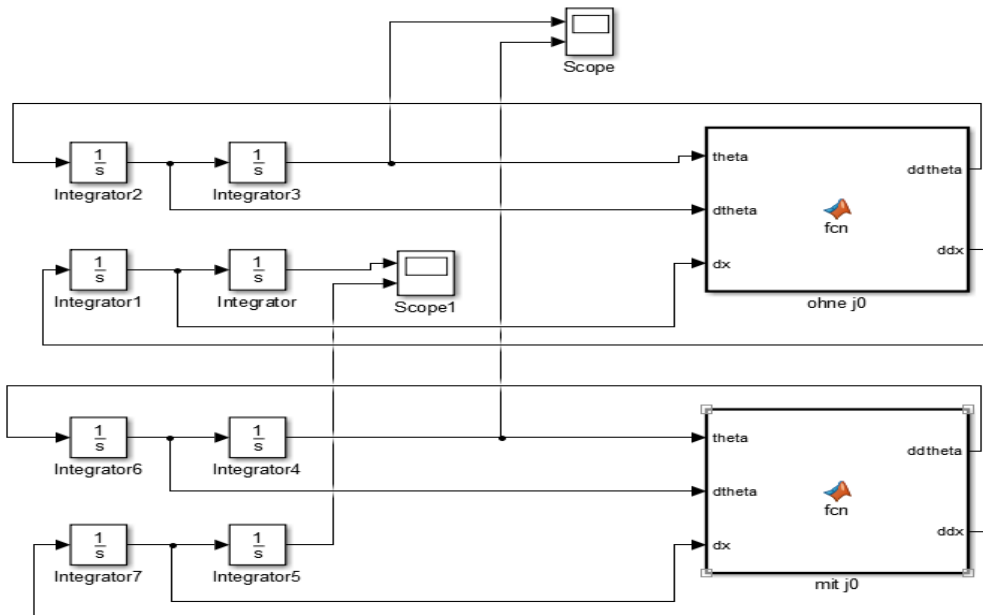 Scope
1
s
Integrator2
1
s
Integrator3
theta
dtheta
dx
fcn
ddtheta
ddx
ohne j0
1
s
Integrator1
1
s
Integrator
Scope1
1
s
Integrator6
1
s
Integrator4
theta
dtheta
dx
fcn
ddtheta
ddx
mit j0
1
s
Integrator7
1
s
Integrator5